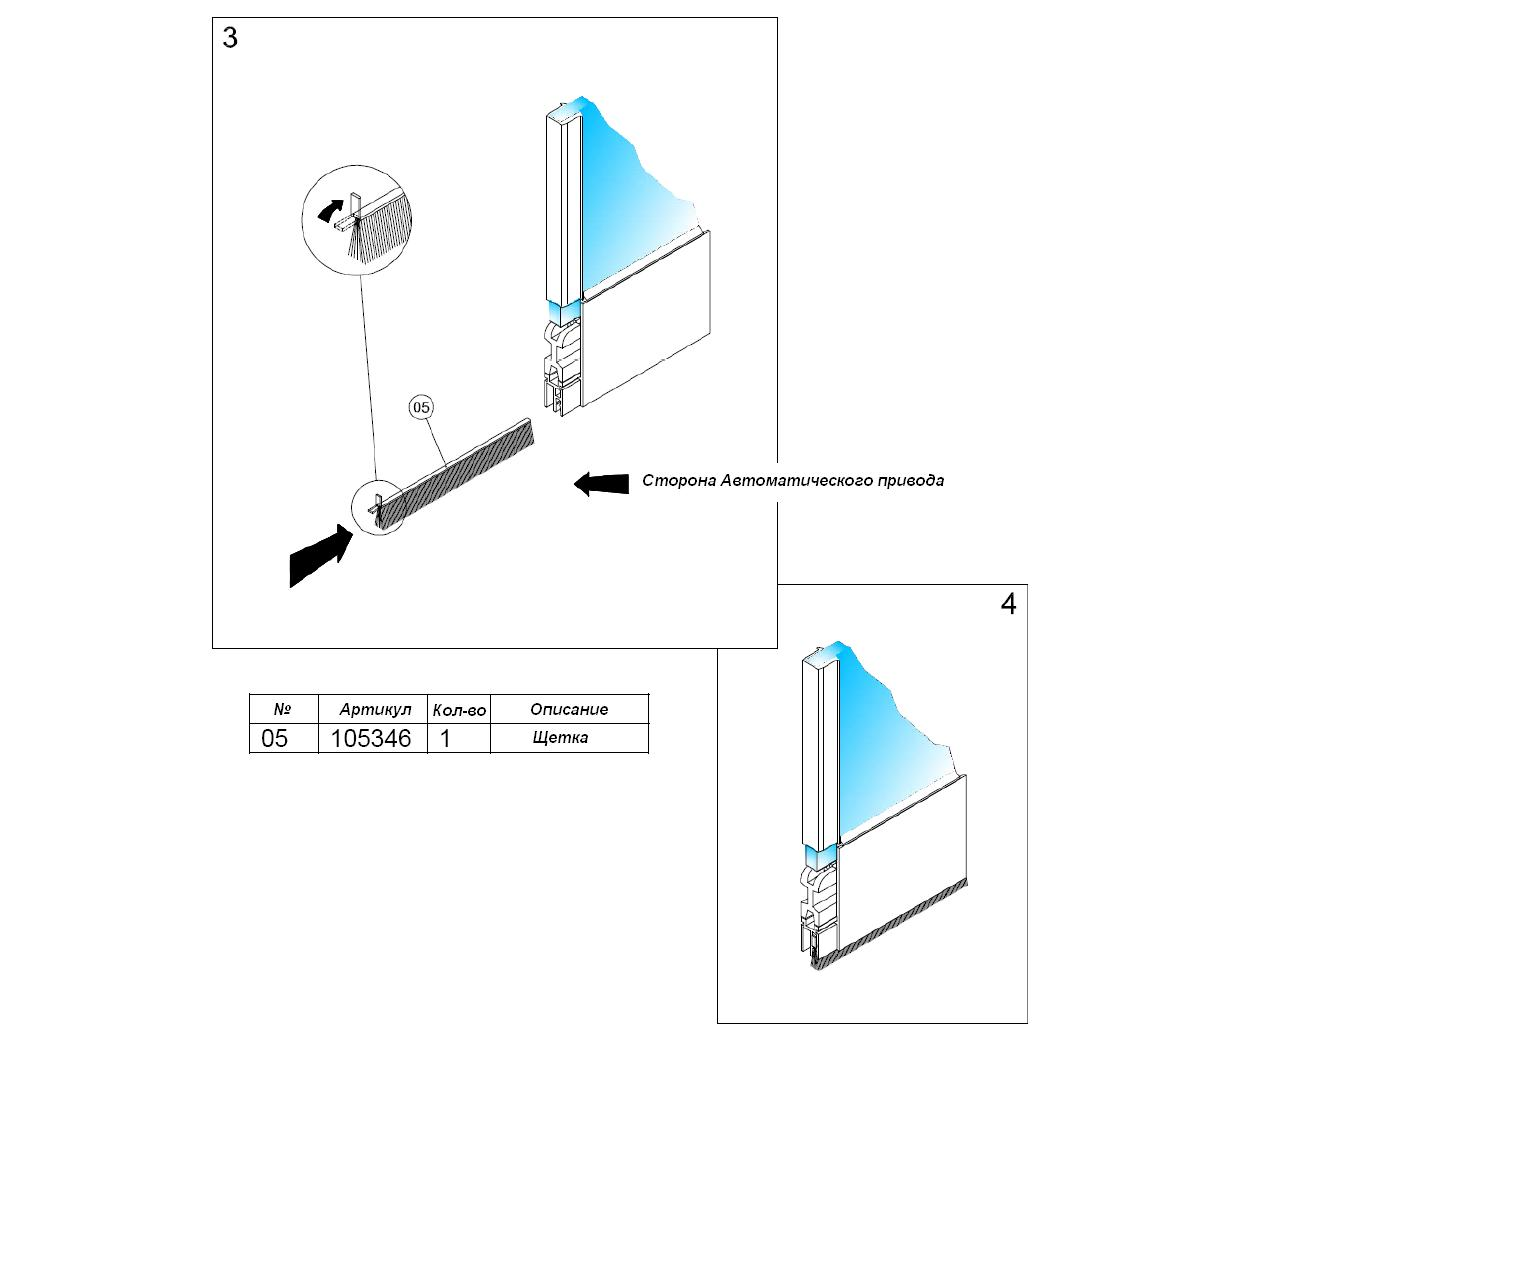 3
05
Сторона Автоматического привода
4
№ Артикул Кол-во Описание
05 105346 1 Щетка